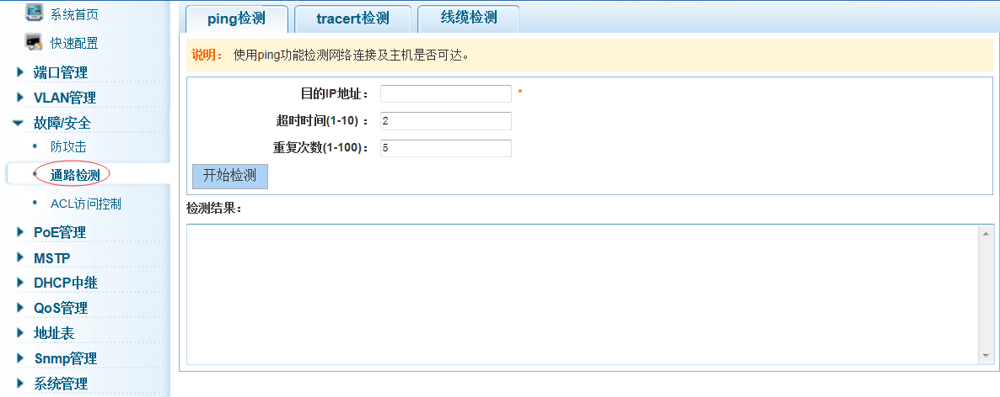 系统首页
快速配置
端口管理
VLAN管理
故障/安全
防攻击
通路检测
ACL访问控制
PoE管理
MSTP
DHCP中继
QoS管理
地址表
Snmp管理
系统管理
ping检测
tracert检测
线缆检测
说明： 使用ping功能检测网络连接及主机是否可达。
目的IP地址： *
超时时间(1-10)： 2
重复次数(1-100)： 5
开始检测
检测结果：